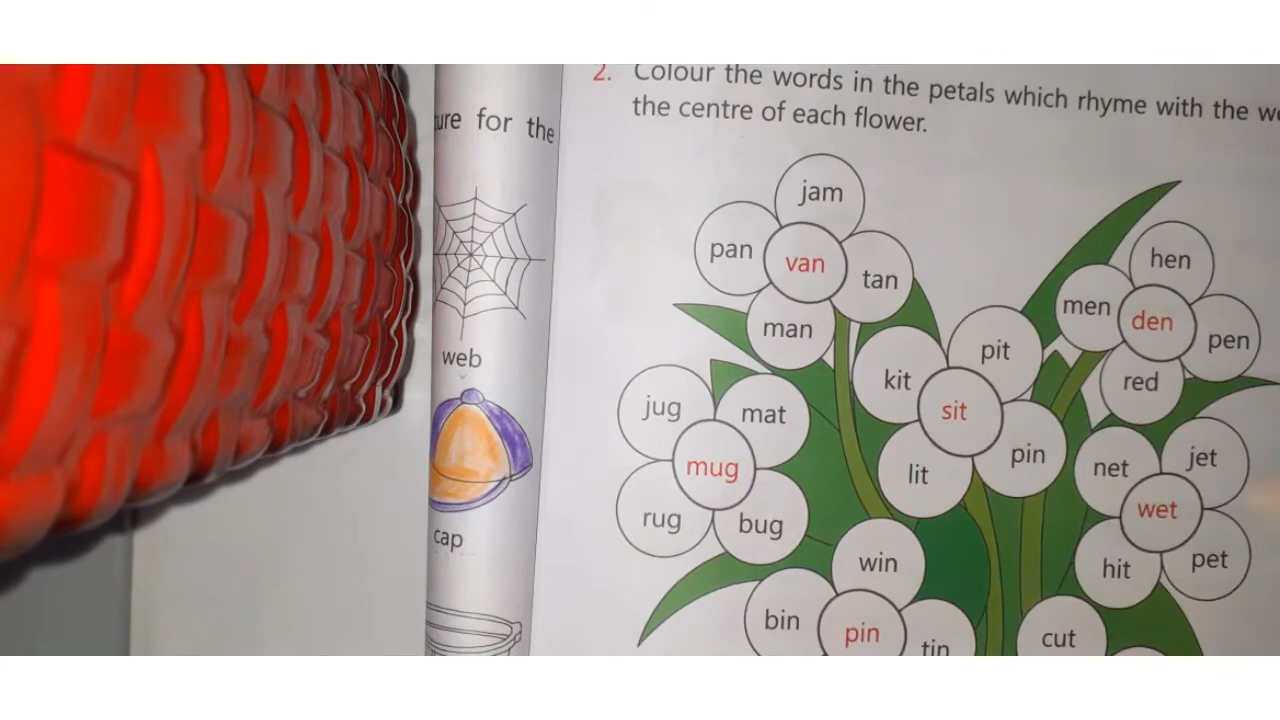 ure for the
web
cap
2. Colour the words in the petals which rhyme with the
the centre of each flower.
jam
pan
van
tan
man
hen
men
den
pen
red
pit
kit
sit
pin
lit
jug
mat
mug
rug
bug
net
jet
wet
hit
pet
win
bin
pin
tin
cut